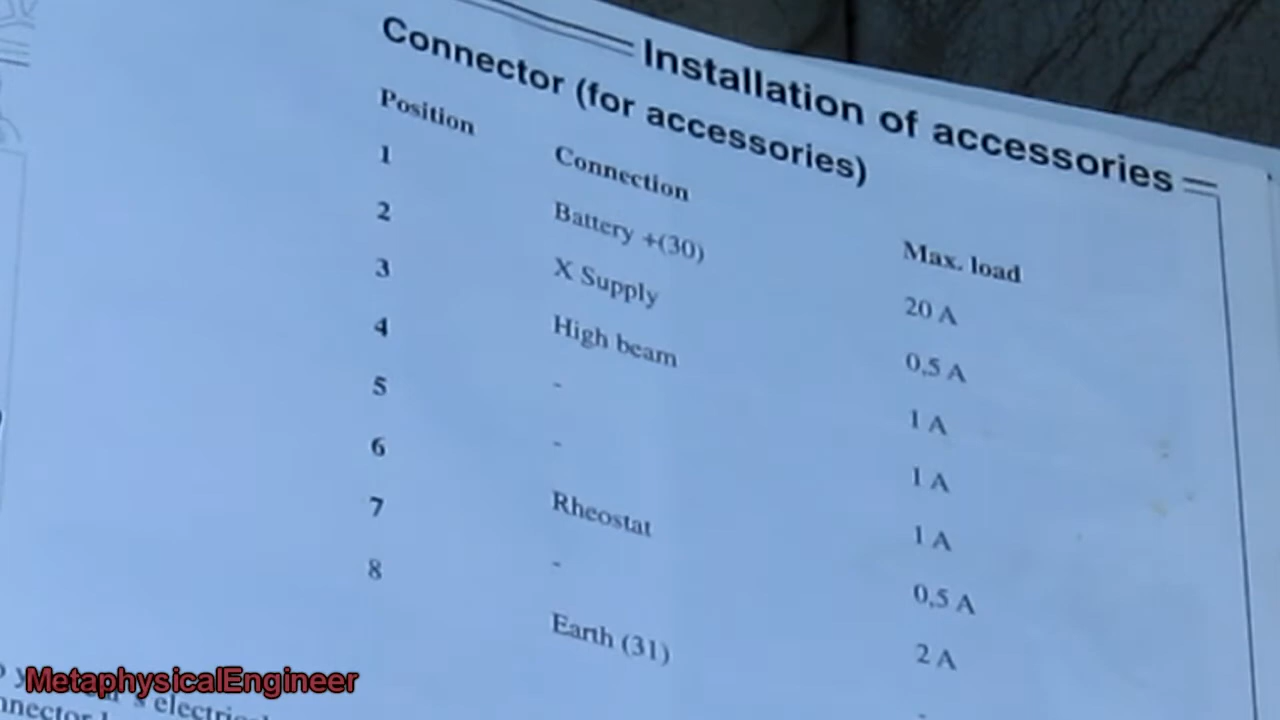 Installation of accessories
Connector (for accessories)
Position Connection Max. load
1 Battery +(30) 20 A
2 X Supply 0,5 A
3 High beam 1 A
4 - 1 A
5 - 1 A
6 Rheostat 0,5 A
7 - 2 A
8 Earth (31) -
MetaphysicalEngineer